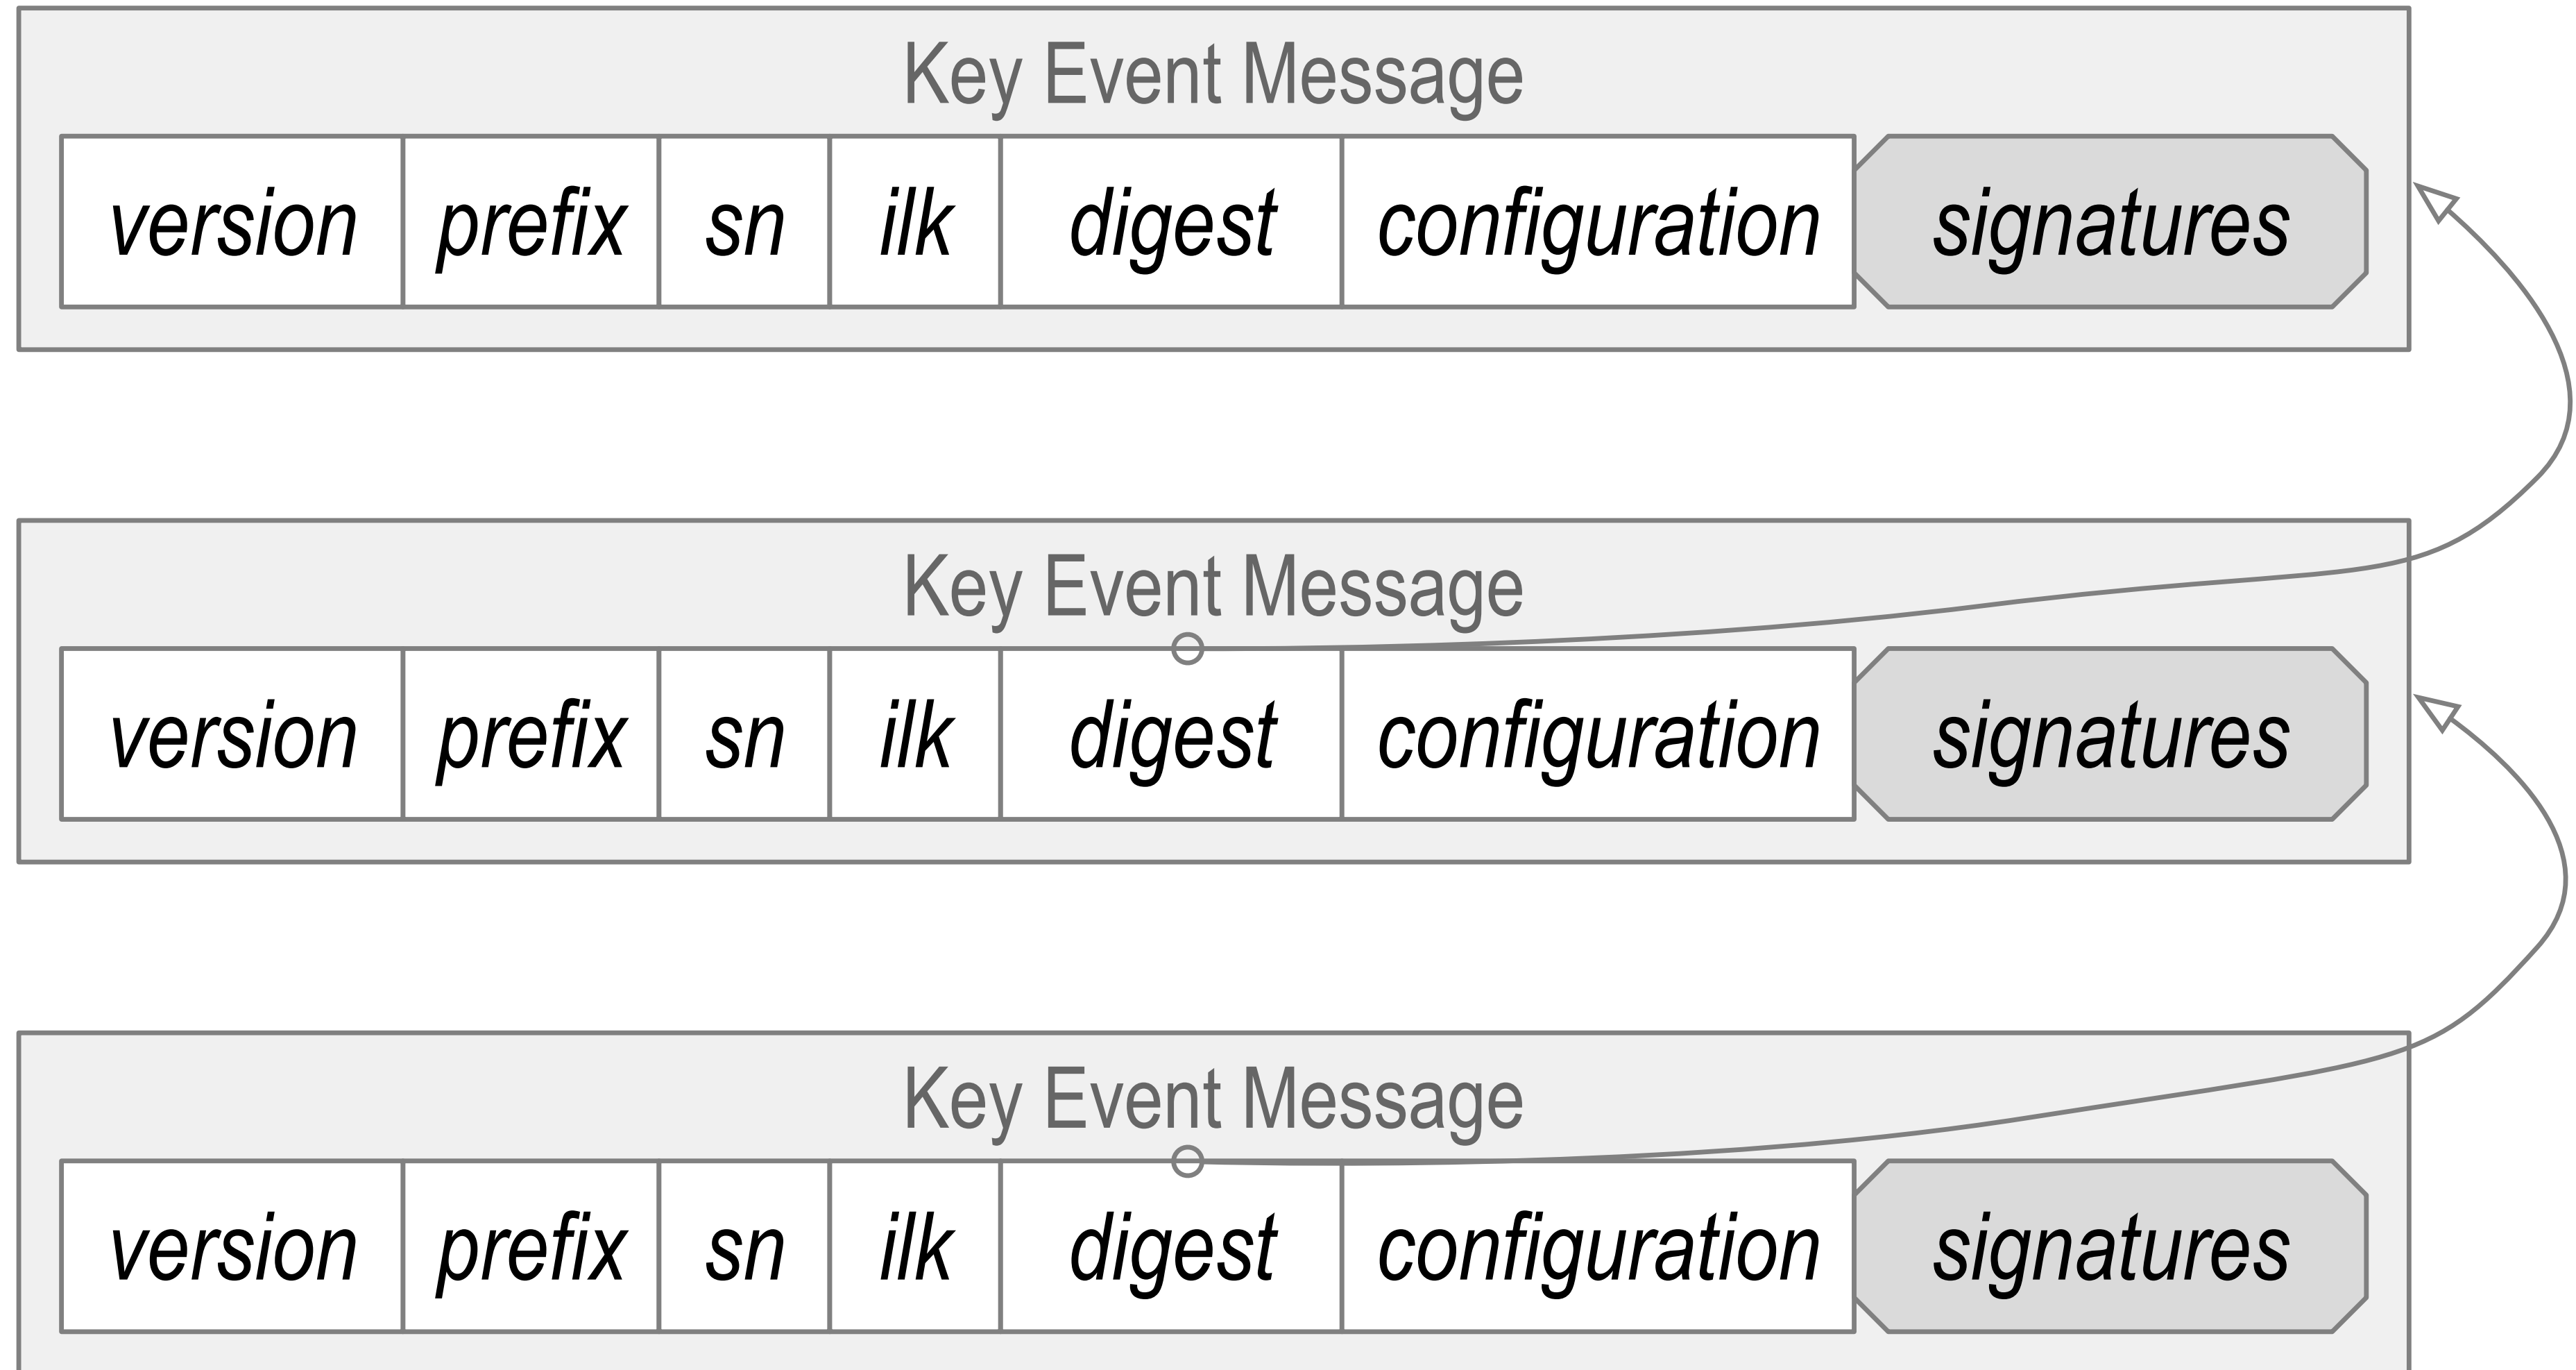 Key Event Message
version prefix sn ilk digest configuration signatures
Key Event Message
version prefix sn ilk digest configuration signatures
Key Event Message
version prefix sn ilk digest configuration signatures